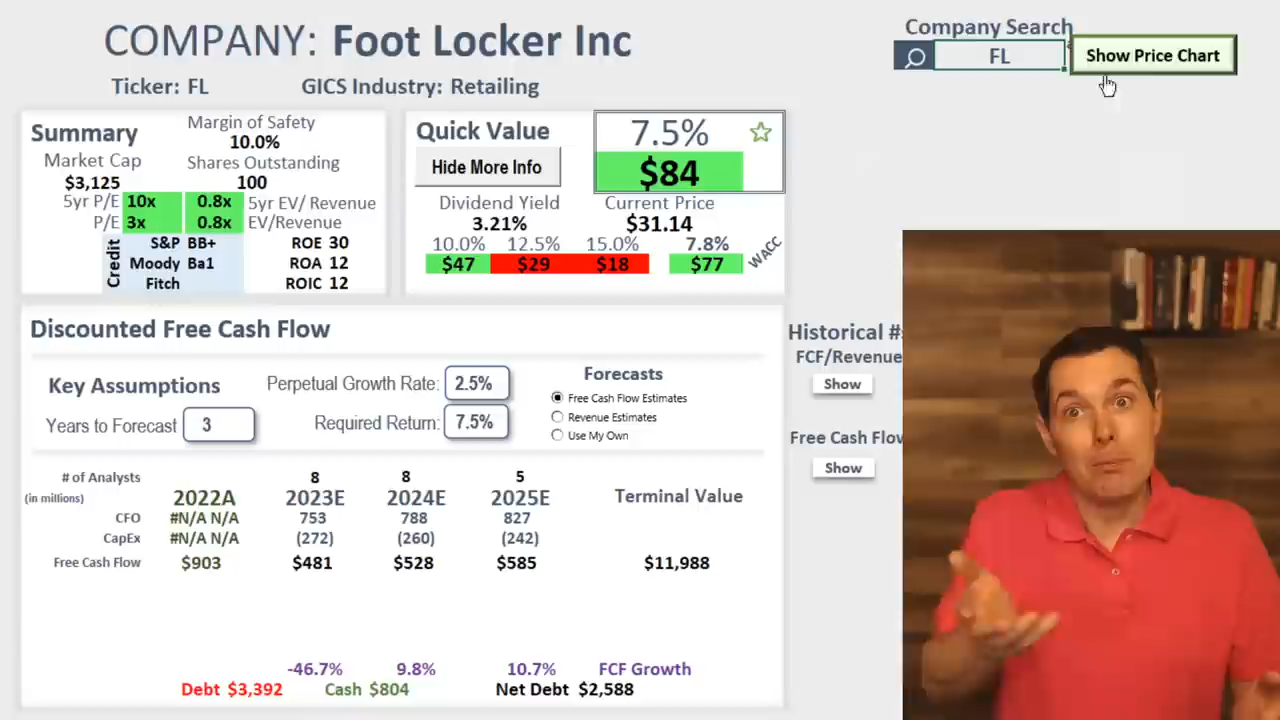 COMPANY: Foot Locker Inc
Ticker: FL
GICS Industry: Retailing
Company Search
FL
Show Price Chart
Summary
Margin of Safety
10.0%
Market Cap
Shares Outstanding
$3,125
100
5yr P/E 10x 0.8x 5yr EV/ Revenue
P/E 3x 0.8x EV/Revenue
Credit
S&P BB+ ROE 30
Moody Ba1 ROA 12
Fitch ROIC 12
Quick Value
Hide More Info
7.5%
$84
Dividend Yield
Current Price
3.21%
$31.14
10.0% 12.5% 15.0% 7.8%
$47 $29 $18 $77
WACC
Discounted Free Cash Flow
Key Assumptions
Years to Forecast 3
Perpetual Growth Rate: 2.5%
Required Return: 7.5%
Forecasts
Free Cash Flow Estimates
Revenue Estimates
Use My Own
# of Analysts 8 8 5
(in millions) 2022A 2023E 2024E 2025E Terminal Value
CFO #N/A N/A 753 788 827
CapEx #N/A N/A (272) (260) (242)
Free Cash Flow $903 $481 $528 $585 $11,988
-46.7% 9.8% 10.7% FCF Growth
Debt $3,392 Cash $804 Net Debt $2,588
Historical #
FCF/Revenue
Show
Free Cash Flow
Show